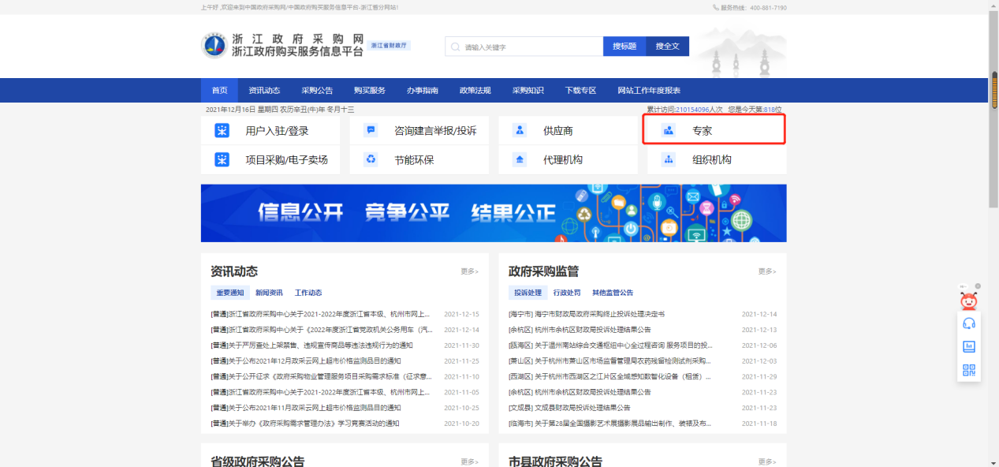 上午好 ,欢迎来到中国政府采购网/中国政府购买服务信息平台-浙江省分网站!
服务热线: 400-881-7190
浙江政府采购网
浙江政府购买服务信息平台
浙江省财政厅
请输入关键字
搜标题 搜全文
首页 资讯动态 采购公告 购买服务 办事指南 政策法规 采购知识 下载专区 网站工作年度报表
2021年12月16日 星期四 农历辛丑(牛)年 冬月十三
累计访问:210154096人次 您是今天第:818位
用户入驻/登录 咨询建言举报/投诉 供应商 专家
项目采购/电子卖场 节能环保 代理机构 组织机构
信息公开 竞争公平 结果公正
资讯动态 更多>
重要通知 新闻资讯 工作动态
[普通]浙江省政府采购中心关于2021-2022年度浙江省本级、杭州市网上... 2021-12-15
[普通]浙江省政府采购中心关于《2022年度浙江省党政机关公务用车（汽... 2021-12-14
[普通]关于严厉查处上架禁售、违规宣传商品等违法违规行为的通知 2021-11-30
[普通]关于公布2021年12月政采云网上超市价格监测品目的通知 2021-11-25
[普通]关于公开征求《政府采购物业管理服务项目采购需求标准（征求意... 2021-11-10
[普通]浙江省政府采购中心关于2021-2022年度浙江省本级、杭州市网上... 2021-11-05
[普通]关于公布2021年11月政采云网上超市价格监测品目的通知 2021-10-25
[普通]关于举办《政府采购需求管理办法》学习竞赛活动的通知 2021-10-20
政府采购监管 更多>
投诉处理 行政处罚 其他监管公告
[海宁市] 海宁市财政局政府采购终止投诉处理决定书 2021-12-14
[余杭区] 杭州市余杭区财政局投诉处理结果公告 2021-12-13
[瓯海区] 关于温州南站综合交通枢纽中心全过程咨询 服务项目的投... 2021-12-06
[萧山区] 关于杭州市萧山区市场监督管理局农药残留检测试剂采购... 2021-12-03
[西湖区] 关于杭州市西湖区之江片区全域感知数智化设备（租赁）... 2021-11-29
[余杭区] 杭州市余杭区财政局投诉处理结果公告 2021-11-23
[文成县] 文成县财政局投诉处理结果公告 2021-11-23
[临海市] 关于第28届全国摄影艺术展摄影展品输出制作、装裱及布... 2021-11-18
省级政府采购公告 更多>
市县政府采购公告 更多>